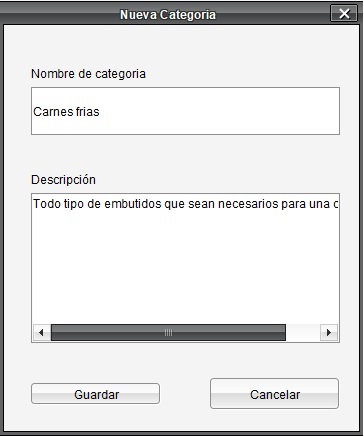 Nueva Categoria
Nombre de categoria
Carnes frias
Descripción
Todo tipo de embutidos que sean necesarios para una
Guardar
Cancelar